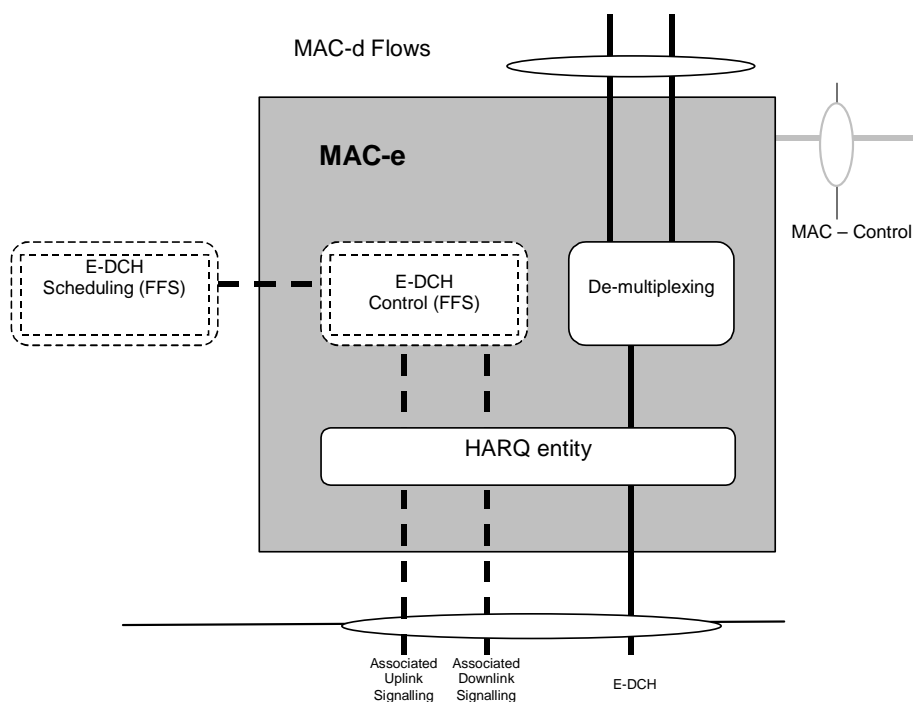 MAC-d Flows
MAC-e
MAC – Control
E-DCH
Scheduling (FFS)
E-DCH
Control (FFS)
De-multiplexing
HARQ entity
Associated
Uplink
Signalling
Associated
Downlink
Signalling
E-DCH